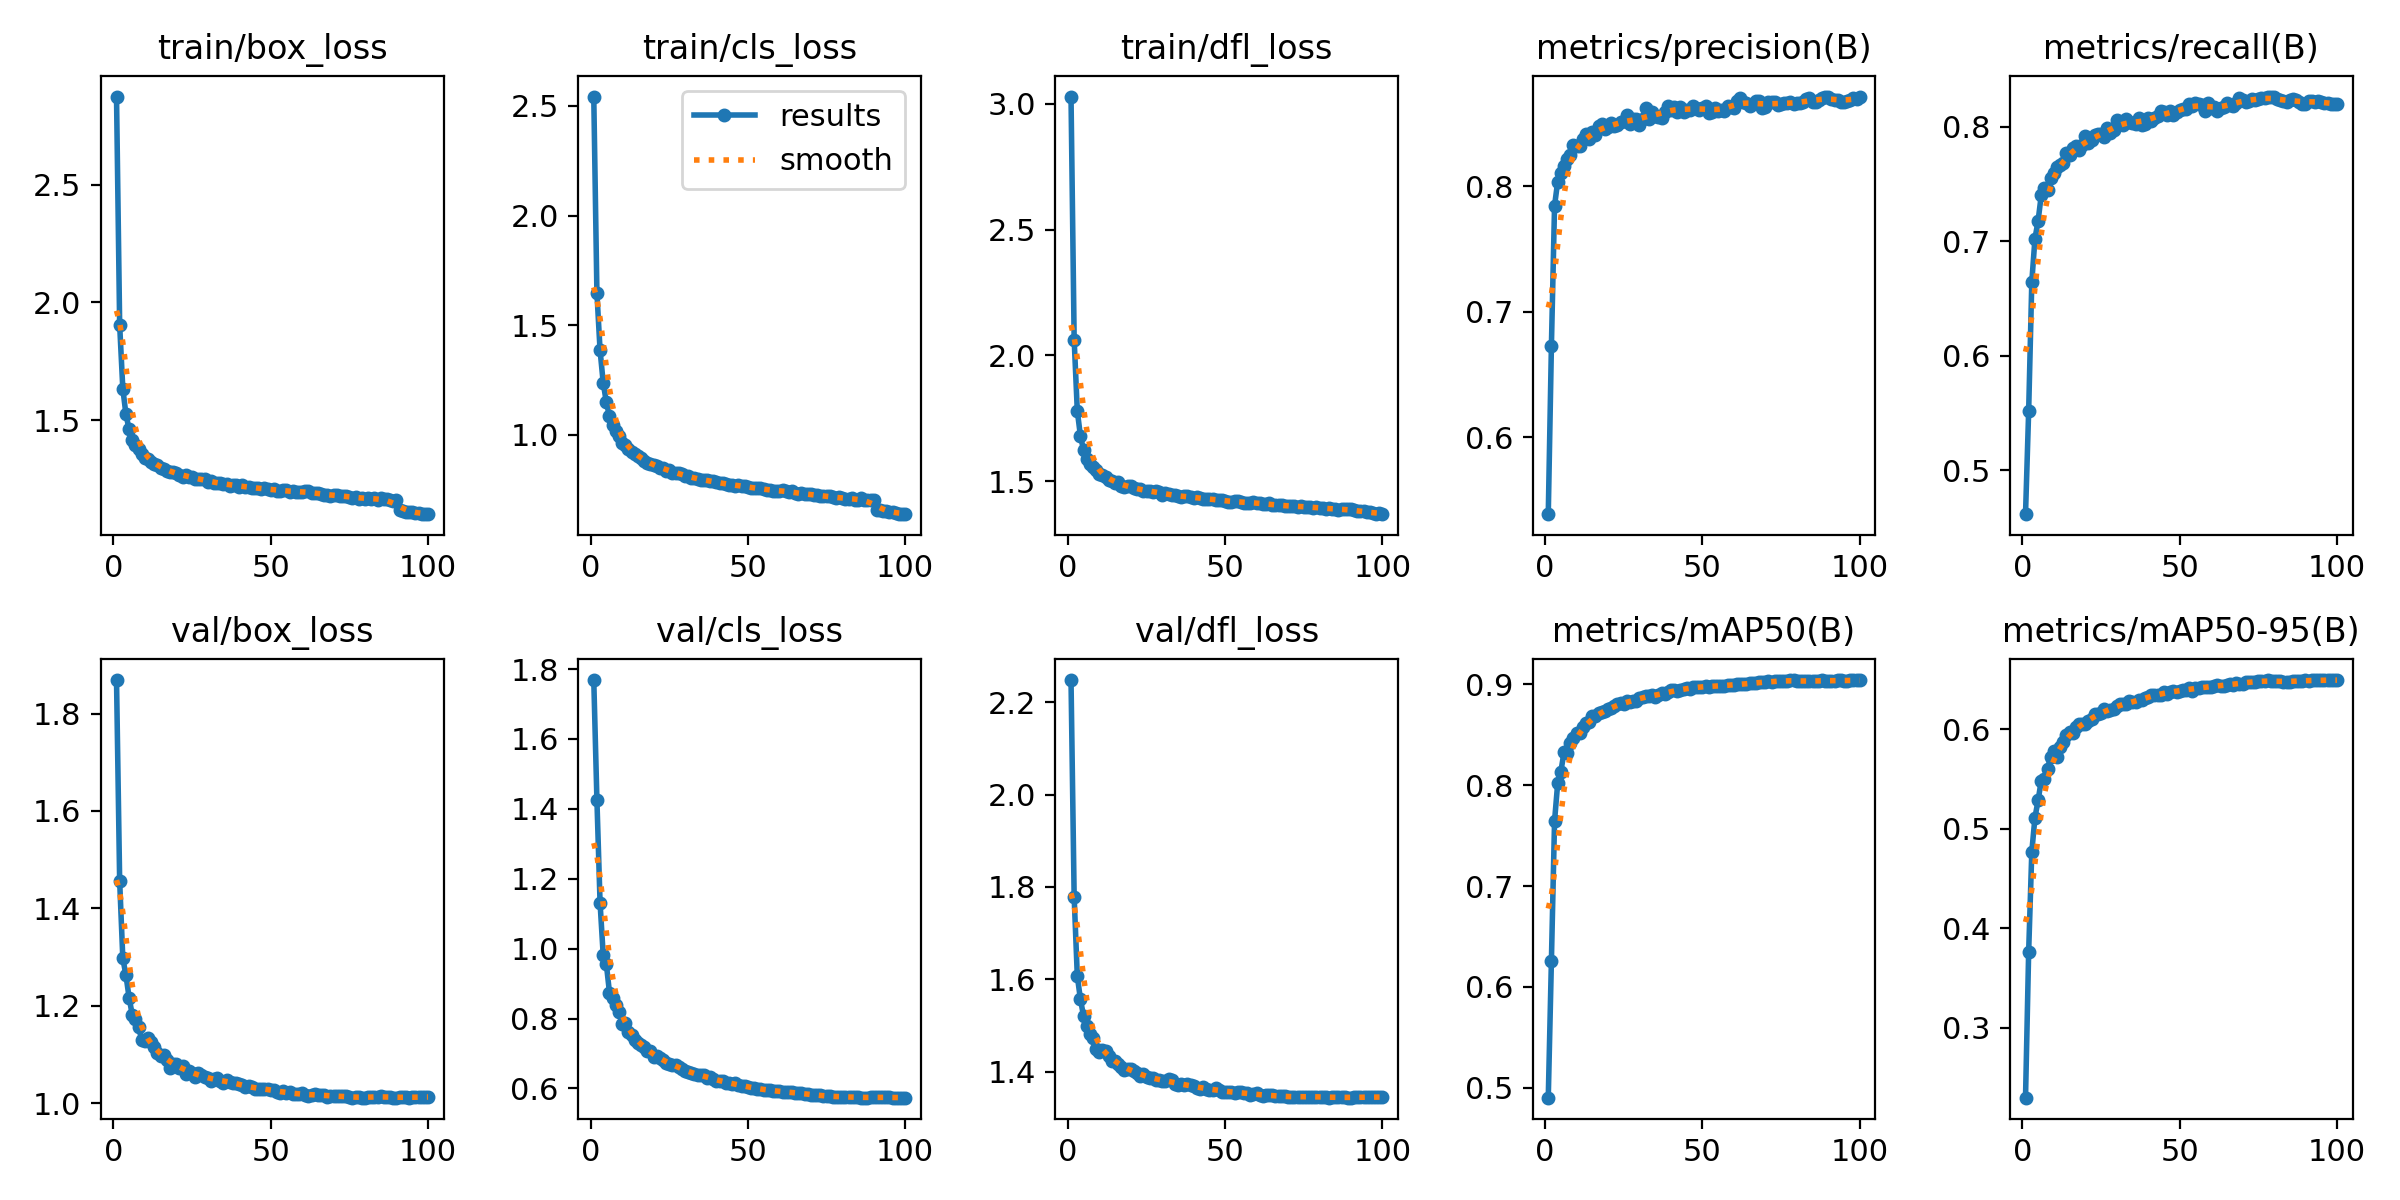 train/box_loss
2.5
2.0
1.5
0 50 100
train/cls_loss
results
smooth
2.5
2.0
1.5
1.0
0 50 100
train/dfl_loss
3.0
2.5
2.0
1.5
0 50 100
metrics/precision(B)
0.8
0.7
0.6
0 50 100
metrics/recall(B)
0.8
0.7
0.6
0.5
0 50 100
val/box_loss
1.8
1.6
1.4
1.2
1.0
0 50 100
val/cls_loss
1.8
1.6
1.4
1.2
1.0
0.8
0.6
0 50 100
val/dfl_loss
2.2
2.0
1.8
1.6
1.4
0 50 100
metrics/mAP50(B)
0.9
0.8
0.7
0.6
0.5
0 50 100
metrics/mAP50-95(B)
0.6
0.5
0.4
0.3
0 50 100